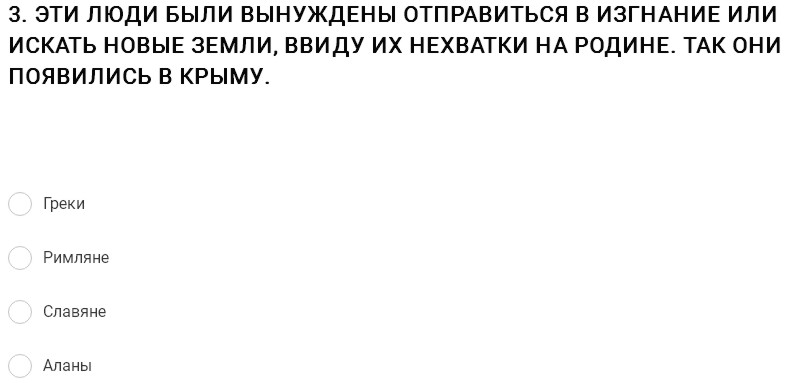 3. ЭТИ ЛЮДИ БЫЛИ ВЫНУЖДЕНЫ ОТПРАВИТЬСЯ В ИЗГНАНИЕ ИЛИ
ИСКАТЬ НОВЫЕ ЗЕМЛИ, ВВИДУ ИХ НЕХВАТКИ НА РОДИНЕ. ТАК ОНИ
ПОЯВИЛИСЬ В КРЫМУ.
Греки
Римляне
Славяне
Аланы